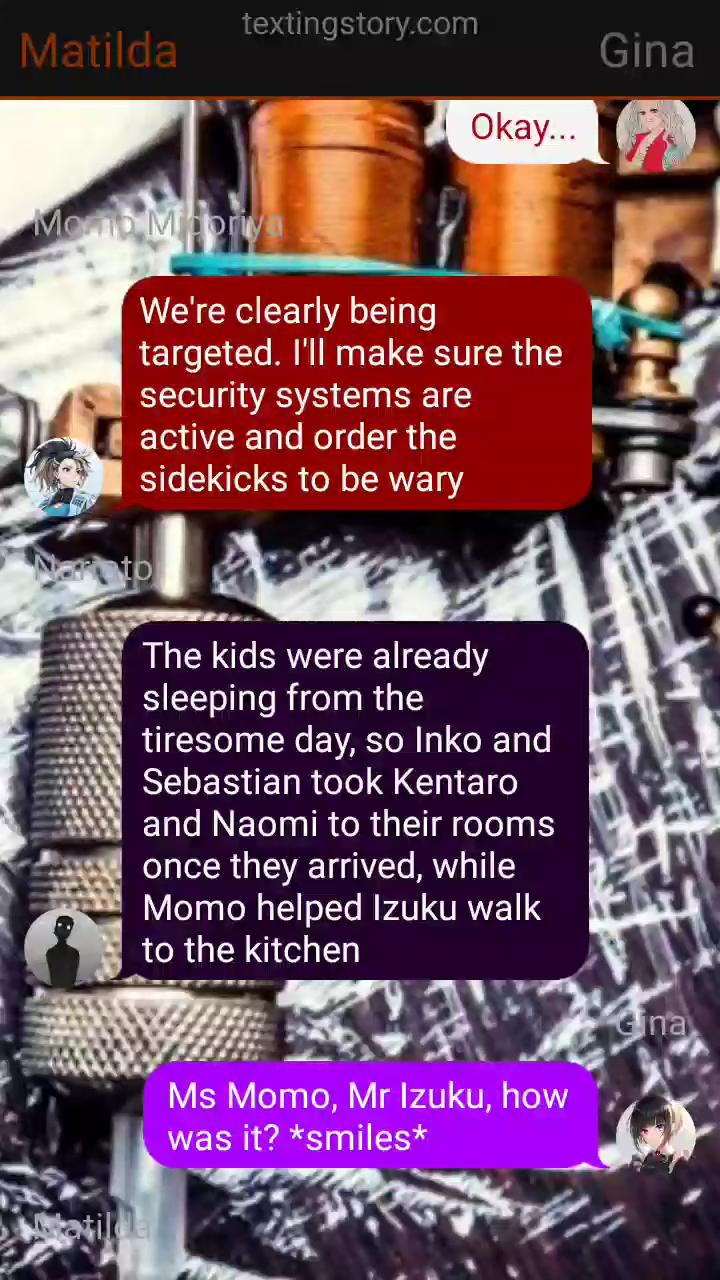 textingstory.com
Matilda
Gina
Okay...
Momo Midoriya
We're clearly being
targeted. I'll make sure the
security systems are
active and order the
sidekicks to be wary
Narrator
The kids were already
sleeping from the
tiresome day, so Inko and
Sebastian took Kentaro
and Naomi to their rooms
once they arrived, while
Momo helped Izuku walk
to the kitchen
Gina
Ms Momo, Mr Izuku, how
was it? *smiles*
Matilda